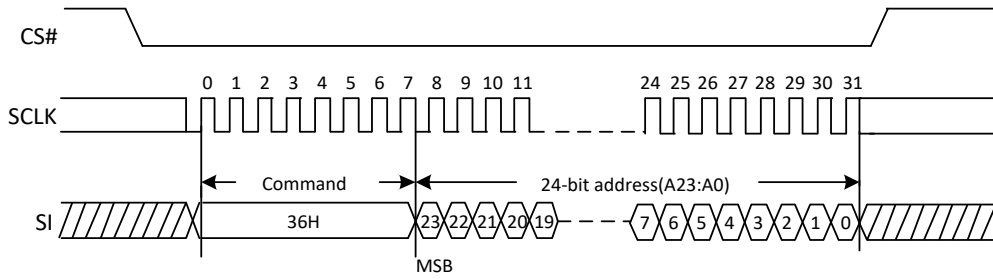 CS#
0 1 2 3 4 5 6 7 8 9 10 11 24 25 26 27 28 29 30 31
SCLK
Command 24-bit address(A23:A0)
SI 36H 23 22 21 20 19 7 6 5 4 3 2 1 0
MSB